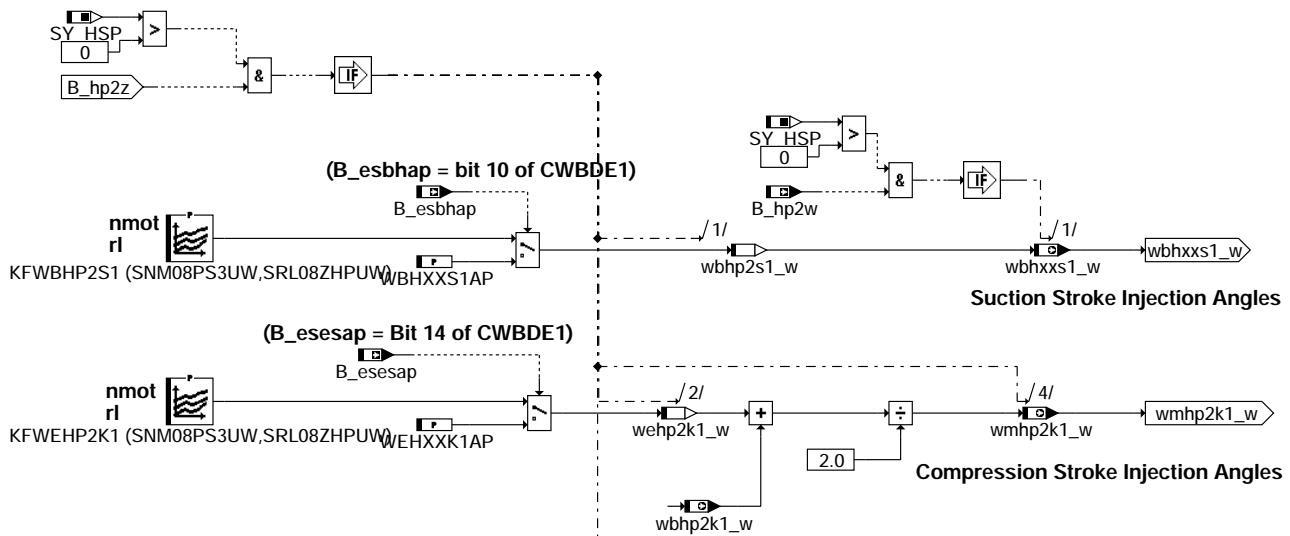 SY_HSP
>
0
&
IF
B_hp2z
SY_HSP
>
0
&
IF
B_hp2w
(B_esbhap = bit 10 of CWBDE1)
B_esbhap
P
nmot
rl
/1/
/1/
wbhxxs1_w
KFWBHP2S1 (SNM08PS3UW,SRL08ZHPUW)
P
WBHXXS1AP
wbhp2s1_w
wbhxxs1_w
Suction Stroke Injection Angles
(B_esesap = Bit 14 of CWBDE1)
B_esesap
P
nmot
rl
/2/
+
÷
/4/
wmhp2k1_w
KFWEHP2K1 (SNM08PS3UW,SRL08ZHPUW)
P
WEHXXK1AP
wehp2k1_w
wmhp2k1_w
2.0
Compression Stroke Injection Angles
wbhp2k1_w